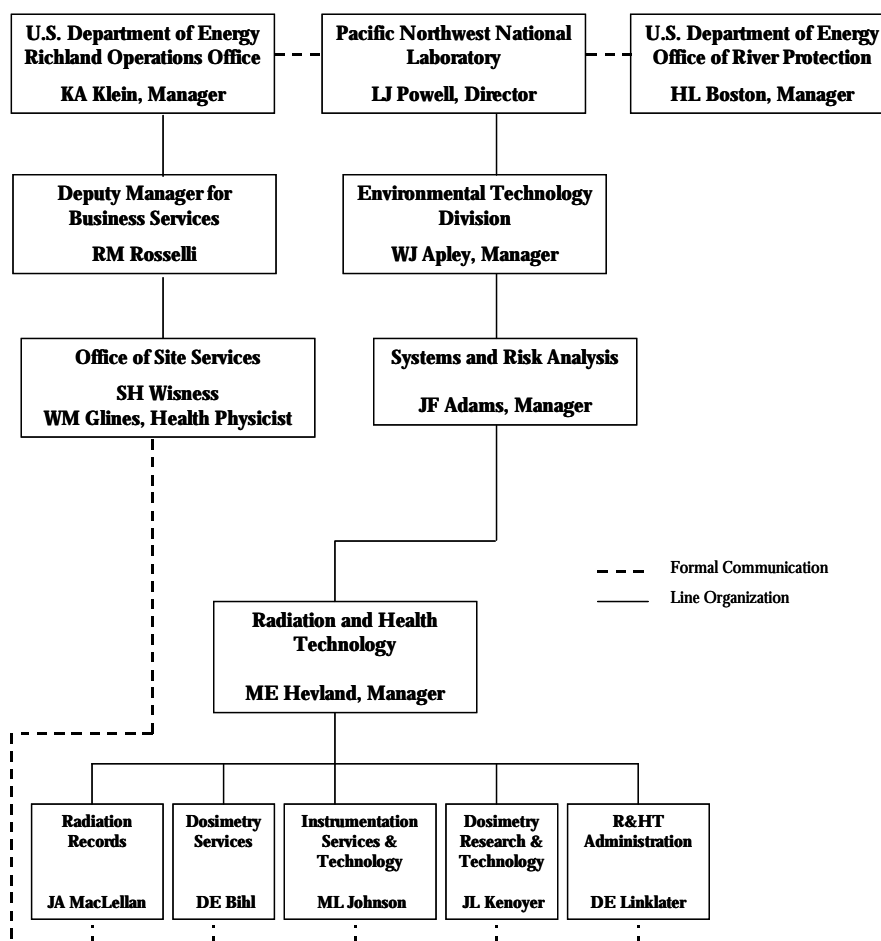 U.S. Department of Energy
Richland Operations Office
KA Klein, Manager
Pacific Northwest National
Laboratory
LJ Powell, Director
U.S. Department of Energy
Office of River Protection
HL Boston, Manager
Deputy Manager for
Business Services
RM Rosselli
Environmental Technology
Division
WJ Apley, Manager
Office of Site Services
SH Wisness
WM Glines, Health Physicist
Systems and Risk Analysis
JF Adams, Manager
Formal Communication
Line Organization
Radiation and Health
Technology
ME Hevland, Manager
Radiation
Records
JA MacLellan
Dosimetry
Services
DE Bihl
Instrumentation
Services &
Technology
ML Johnson
Dosimetry
Research &
Technology
JL Kenoyer
R&HT
Administration
DE Linklater